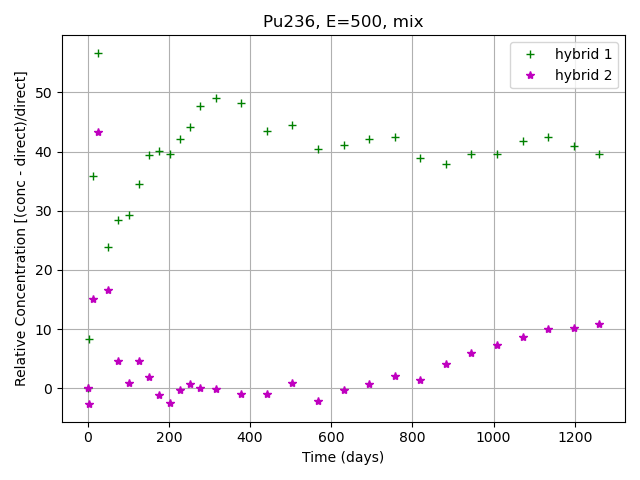 Pu236, E=500, mix
hybrid 1
hybrid 2
Relative Concentration [(conc - direct)/direct]
50
40
30
20
10
0
0 200 400 600 800 1000 1200
Time (days)